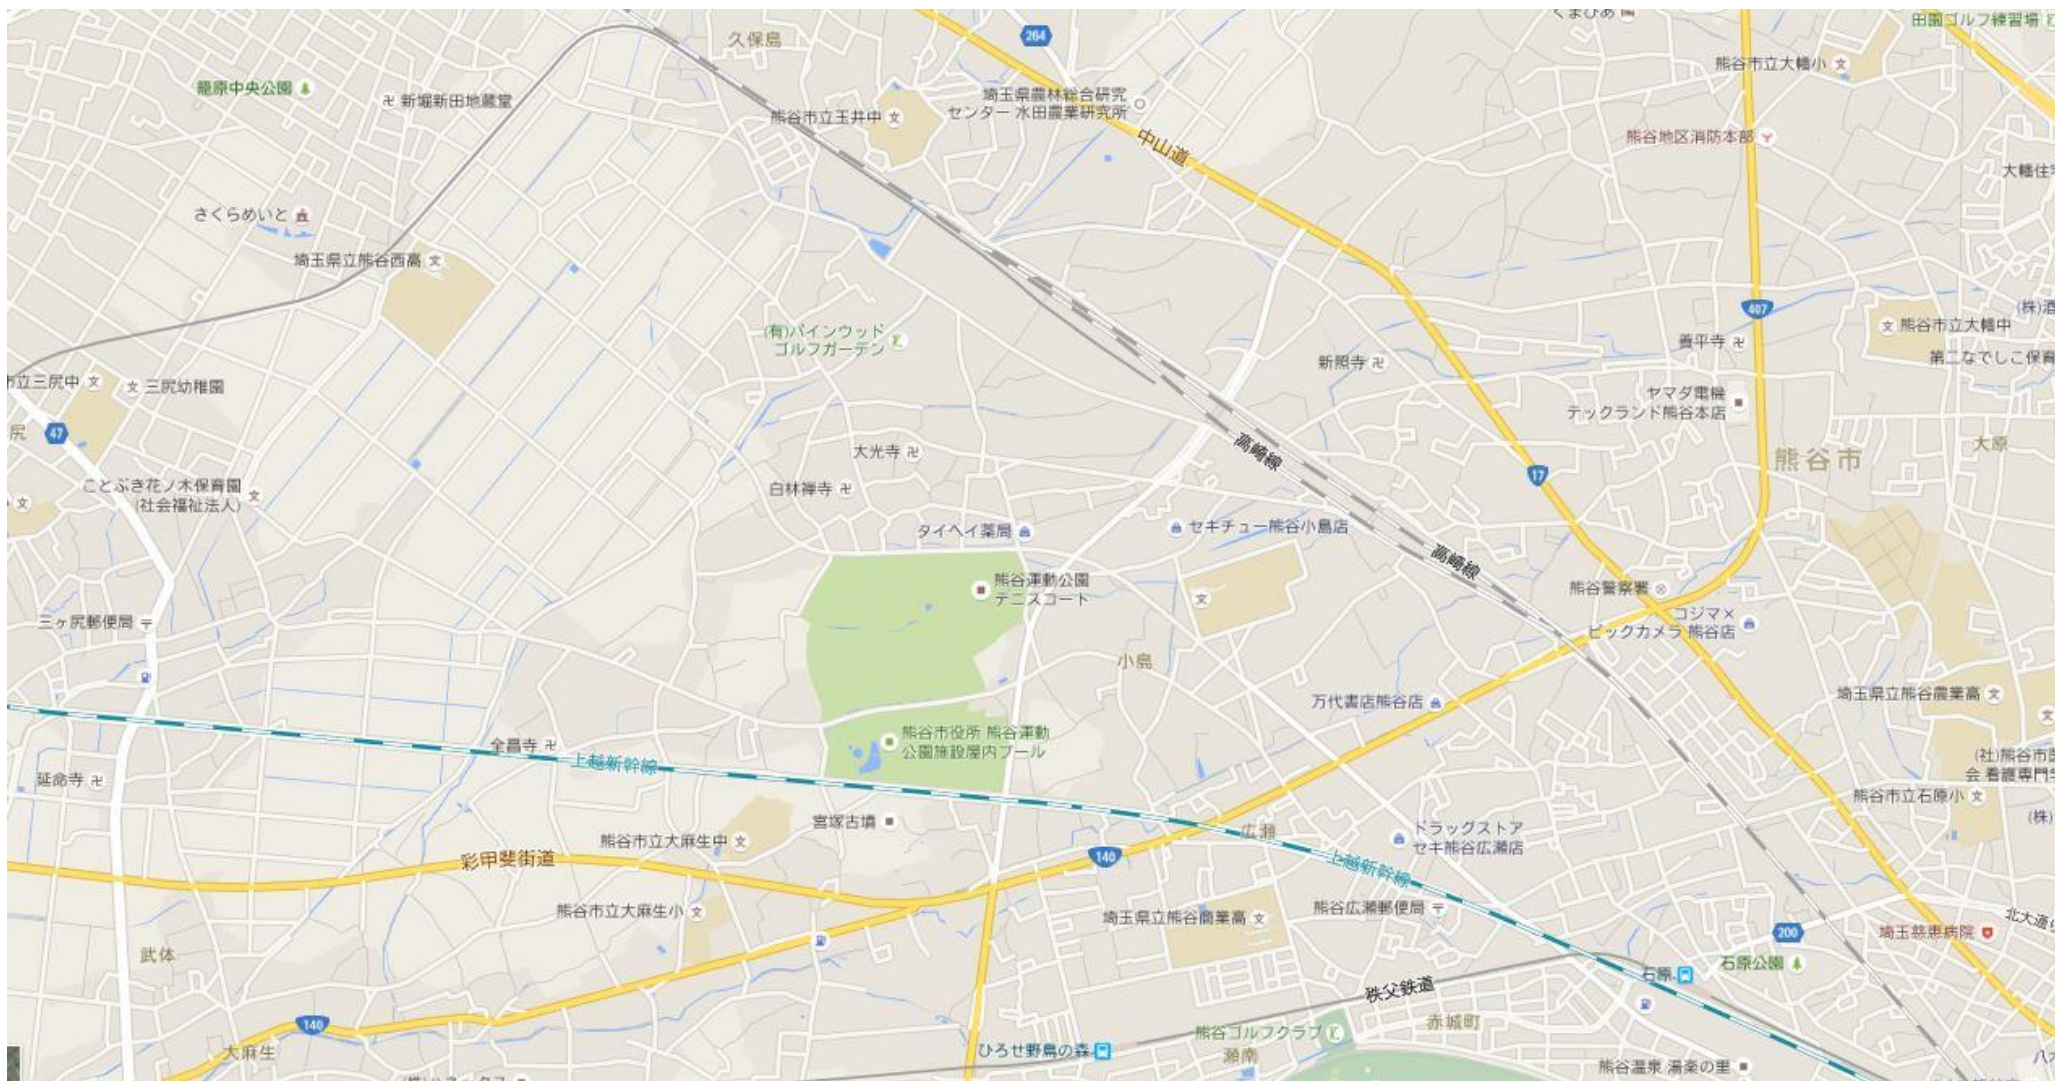 久保島
264
田園ゴルフ練習場
籠原中央公園
新堀新田地蔵堂
熊谷市立玉井中
埼玉県農林総合研究
センター 水田農業研究所
中山道
熊谷市立大幡小
熊谷地区消防本部
さくらめいと
埼玉県立熊谷西高
407
熊谷市立大幡中
(有)パインウッド
ゴルフガーデン
新照寺
養平寺
三尻幼稚園
ヤマダ電機
テックランド熊谷本店
47
大光寺
高崎線
17
熊谷市
大原
ことぶき花ノ木保育園
(社会福祉法人)
白林禅寺
タイヘイ薬局
セキチュー熊谷小島店
高崎線
熊谷運動公園
テニスコート
文
熊谷警察署
コジマ×
ビックカメラ 熊谷店
三ヶ尻郵便局
小島
万代書店熊谷店
埼玉県立熊谷農業高
全昌寺
上越新幹線
熊谷市役所 熊谷運動
公園施設屋内プール
延命寺
熊谷市立石原小
宮塚古墳
熊谷市立大麻生中
広瀬
ドラッグストア
セキ熊谷広瀬店
彩甲斐街道
140
上越新幹線
熊谷市立大麻生小
埼玉県立熊谷商業高
熊谷広瀬郵便局
200
埼玉慈恵病院
武体
石原
石原公園
秩父鉄道
140
大麻生
ひろせ野鳥の森
熊谷ゴルフクラブ
瀬南
赤城町
熊谷温泉 湯楽の里